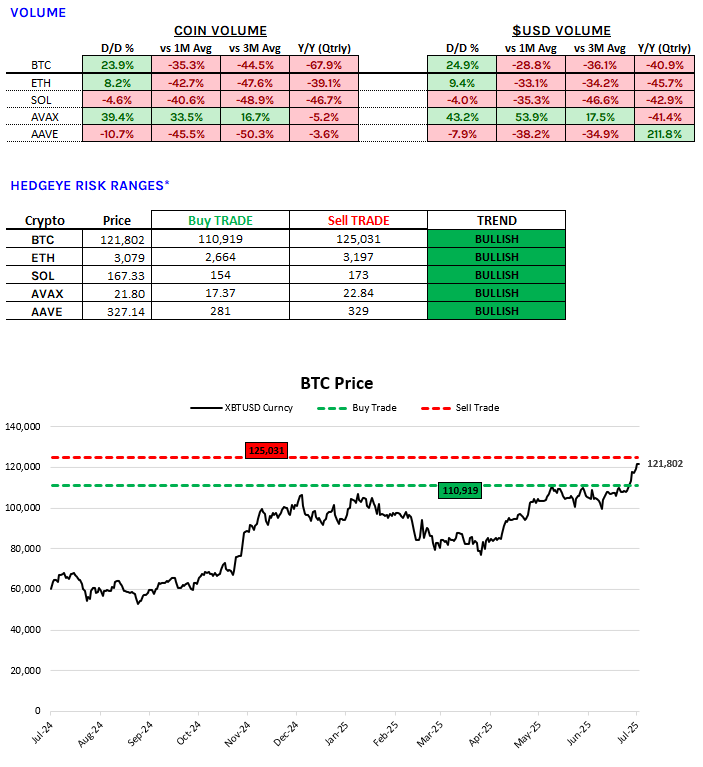 VOLUME
COIN VOLUME $USD VOLUME
D/D % vs 1M Avg vs 3M Avg Y/Y (Qtrly) D/D % vs 1M Avg vs 3M Avg Y/Y (Qtrly)
BTC 23.9% -35.3% -44.5% -67.9% 24.9% -28.8% -36.1% -40.9%
ETH 8.2% -42.7% -47.6% -39.1% 9.4% -33.1% -34.2% -45.7%
SOL -4.6% -40.6% -48.9% -46.7% -4.0% -35.3% -46.6% -42.9%
AVAX 39.4% 33.5% 16.7% -5.2% 43.2% 53.9% 17.5% -41.4%
AAVE -10.7% -45.5% -50.3% -3.6% -7.9% -38.2% -34.9% 211.8%
HEDGEYE RISK RANGES*
Crypto Price Buy TRADE Sell TRADE TREND
BTC 121,802 110,919 125,031 BULLISH
ETH 3,079 2,664 3,197 BULLISH
SOL 167.33 154 173 BULLISH
AVAX 21.80 17.37 22.84 BULLISH
AAVE 327.14 281 329 BULLISH
BTC Price
XBTUSD Curncy Buy Trade Sell Trade
140,000
125,031
120,000 121,802
110,919
100,000
80,000
60,000
40,000
20,000
0
Jul-24 Aug-24 Sep-24 Oct-24 Nov-24 Dec-24 Jan-25 Feb-25 Mar-25 Apr-25 May-25 Jun-25 Jul-25